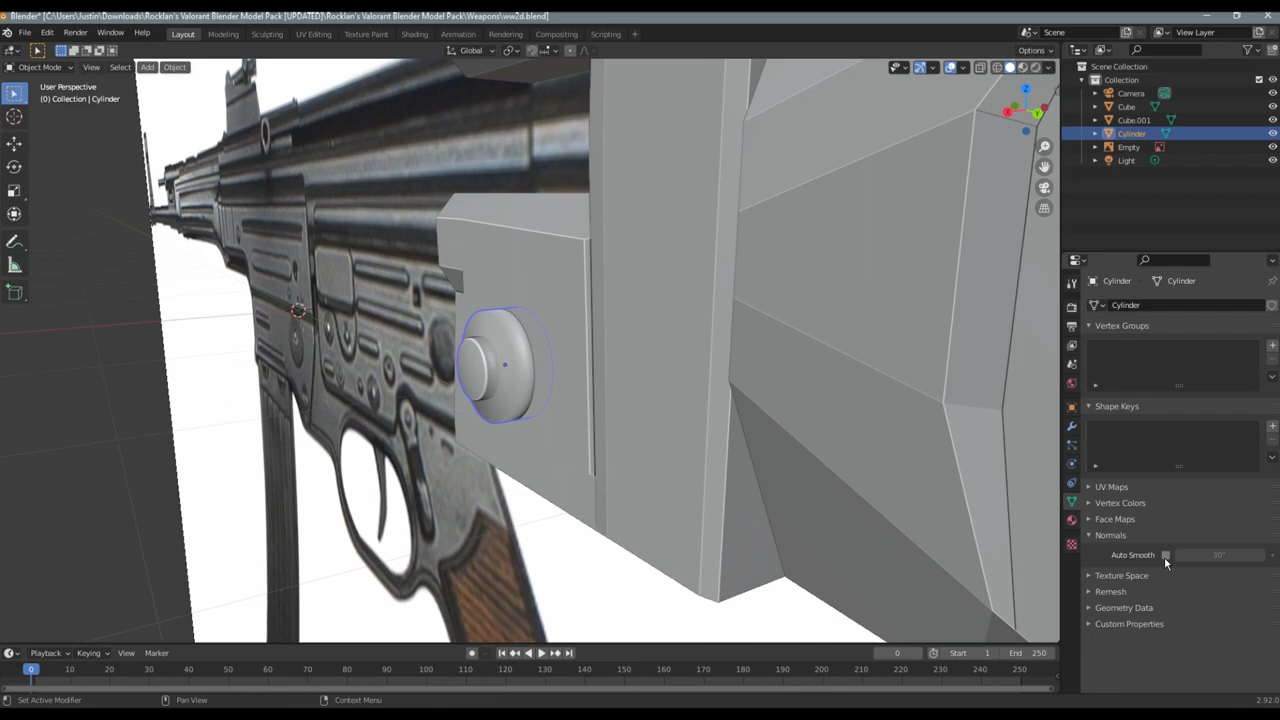 Blender* [C:\Users\Justin\Downloads\Rocklan's Valorant Blender Model Pack [UPDATED]\Rocklan's Valorant Blender Model Pack\Weapons\ww2d.blend]
File Edit Render Window Help Layout Modeling Sculpting UV Editing Texture Paint Shading Animation Rendering Compositing Scripting + Scene View Layer
Global Options
Object Mode View Select Add Object
User Perspective
(0) Collection | Cylinder
Scene Collection
Collection
Camera
Cube
Cube.001
Cylinder
Empty
Light
X Y Z
Cylinder Cylinder
Cylinder
Vertex Groups
Shape Keys
UV Maps
Vertex Colors
Face Maps
Normals
Auto Smooth 30°
Texture Space
Remesh
Geometry Data
Custom Properties
Playback Keying View Marker 0 Start 1 End 250
0 10 20 30 40 50 60 70 80 90 100 110 120 130 140 150 160 170 180 190 200 210 220 230 240 250
Set Active Modifier Pan View Context Menu 2.92.0